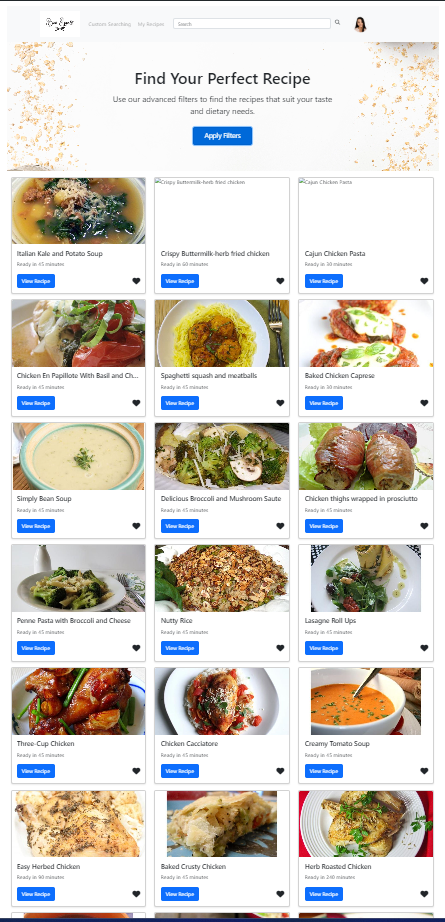 Custom Searching My Recipes Search
Find Your Perfect Recipe
Use our advanced filters to find the recipes that suit your taste
and dietary needs.
Apply Filters
Crispy Buttermilk-herb fried chicken
Cajun Chicken Pasta
Italian Kale and Potato Soup
Ready in 45 minutes
View Recipe
Crispy Buttermilk-herb fried chicken
Ready in 60 minutes
View Recipe
Cajun Chicken Pasta
Ready in 30 minutes
View Recipe
Chicken En Papillote With Basil and Ch...
Ready in 45 minutes
View Recipe
Spaghetti squash and meatballs
Ready in 45 minutes
View Recipe
Baked Chicken Caprese
Ready in 30 minutes
View Recipe
Simply Bean Soup
Ready in 45 minutes
View Recipe
Delicious Broccoli and Mushroom Saute
Ready in 45 minutes
View Recipe
Chicken thighs wrapped in prosciutto
Ready in 45 minutes
View Recipe
Penne Pasta with Broccoli and Cheese
Ready in 45 minutes
View Recipe
Nutty Rice
Ready in 45 minutes
View Recipe
Lasagne Roll Ups
Ready in 45 minutes
View Recipe
Three-Cup Chicken
Ready in 45 minutes
View Recipe
Chicken Cacciatore
Ready in 45 minutes
View Recipe
Creamy Tomato Soup
Ready in 45 minutes
View Recipe
Easy Herbed Chicken
Ready in 90 minutes
View Recipe
Baked Crusty Chicken
Ready in 45 minutes
View Recipe
Herb Roasted Chicken
Ready in 240 minutes
View Recipe